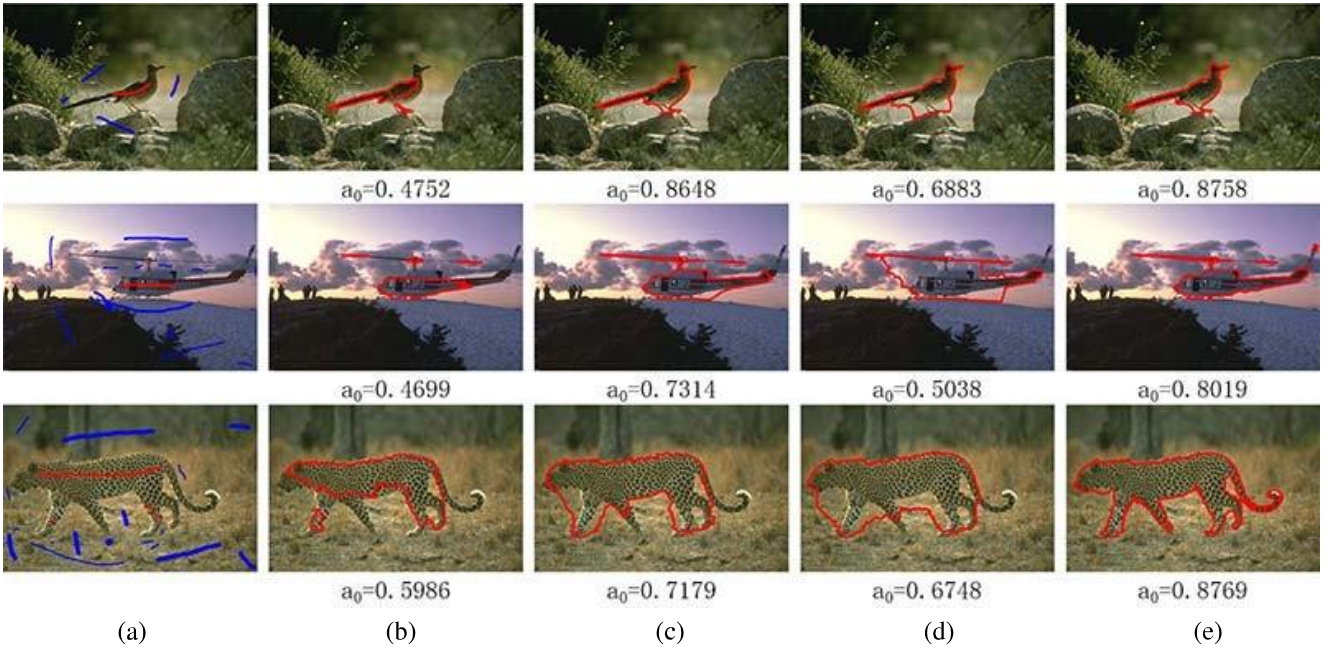 a₀=0.4752 a₀=0.8648 a₀=0.6883 a₀=0.8758
a₀=0.4699 a₀=0.7314 a₀=0.5038 a₀=0.8019
a₀=0.5986 a₀=0.7179 a₀=0.6748 a₀=0.8769
(a) (b) (c) (d) (e)